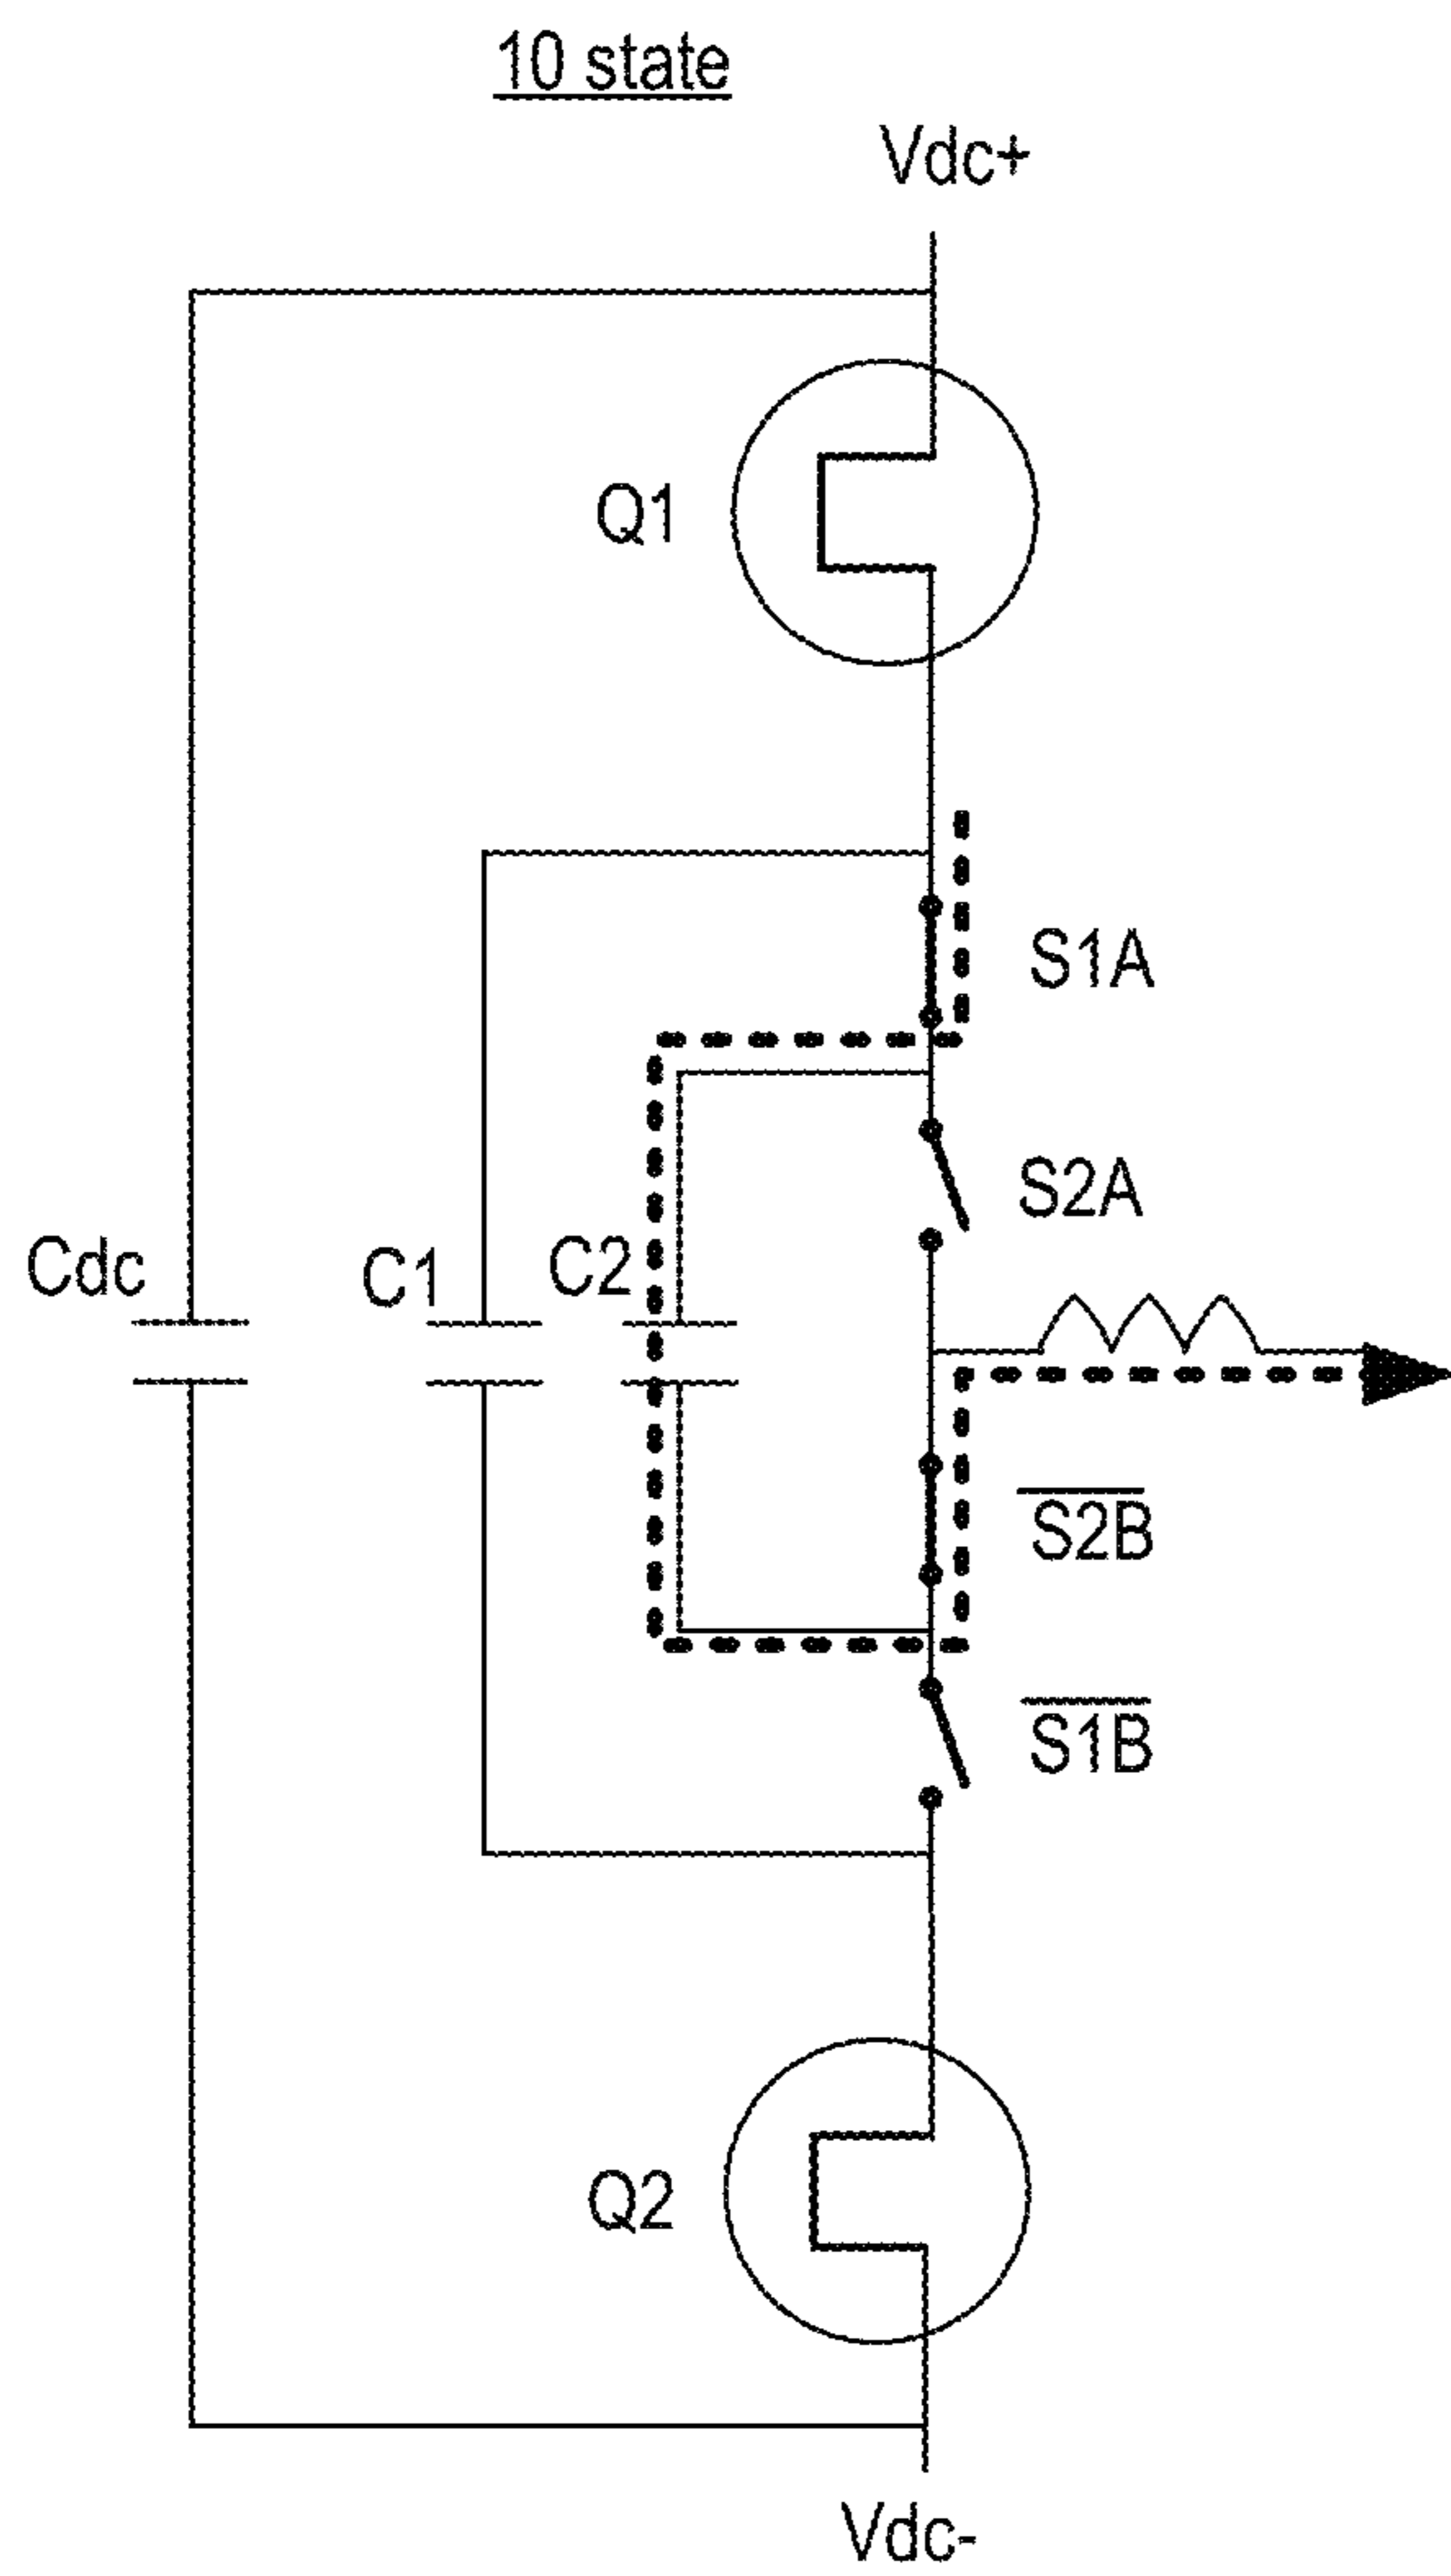 10 state
Vdc+
Q1
S1A
S2A
Cdc
C1
C2
S2B
S1B
Q2
Vdc-